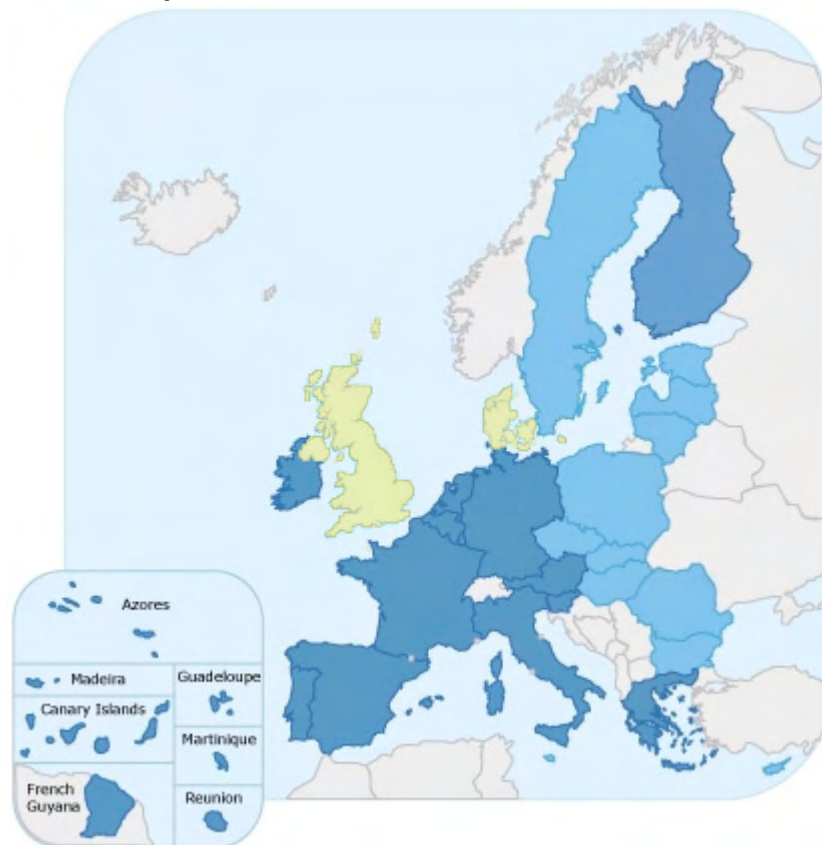 Azores
Madeira
Guadeloupe
Canary Islands
Martinique
French
Guyana
Reunion